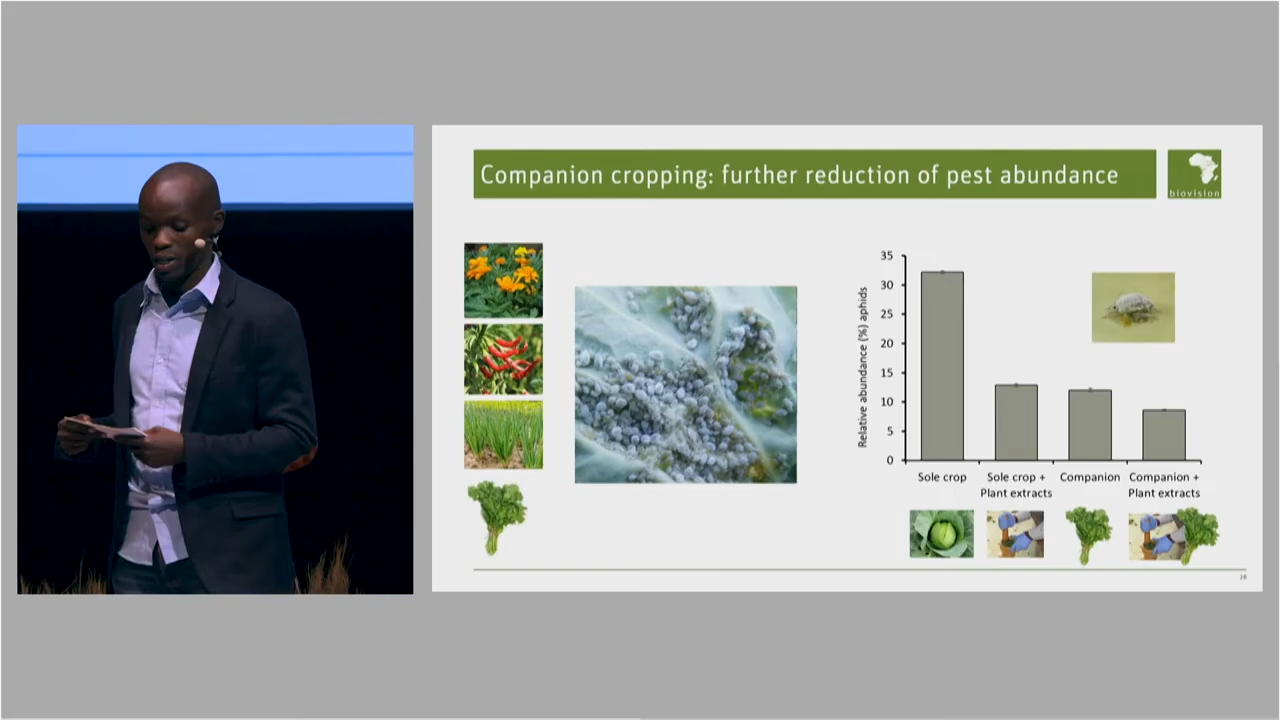 Companion cropping: further reduction of pest abundance
biovision
Relative abundance (%) aphids
35
30
25
20
15
10
5
0
Sole crop
Sole crop +
Plant extracts
Companion
Companion +
Plant extracts
28